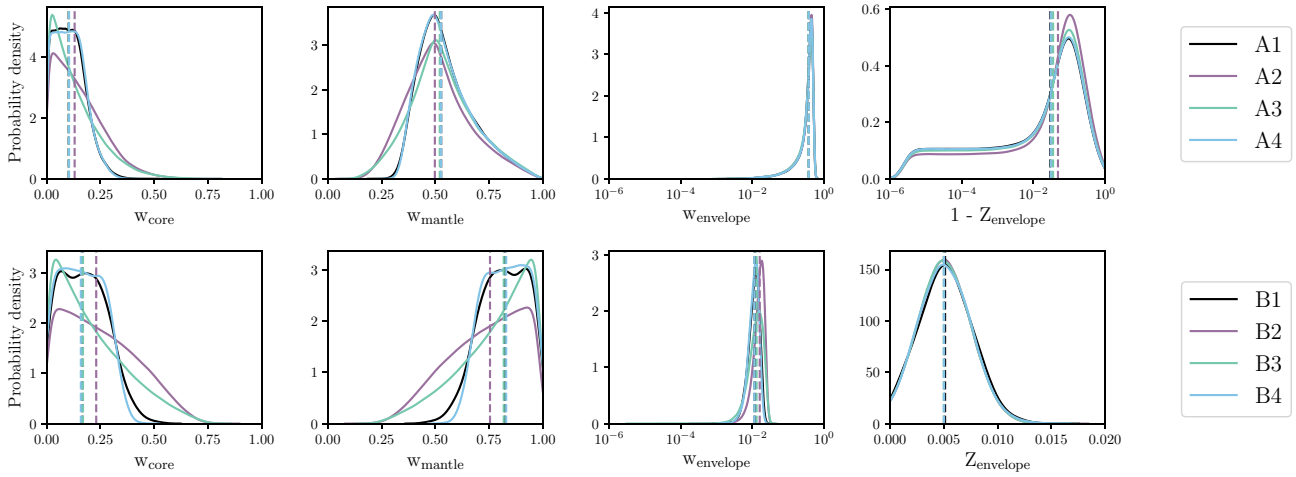 Probability density
0
2
4
0.00 0.25 0.50 0.75 1.00
w_core
0
1
2
3
0.00 0.25 0.50 0.75 1.00
w_mantle
0
1
2
3
4
10^−6 10^−4 10^−2 10^0
w_envelope
0.0
0.2
0.4
0.6
10^−6 10^−4 10^−2 10^0
1 - Z_envelope
A1
A2
A3
A4
Probability density
0
1
2
3
0.00 0.25 0.50 0.75 1.00
w_core
0
1
2
3
0.00 0.25 0.50 0.75 1.00
w_mantle
0
1
2
3
10^−6 10^−4 10^−2 10^0
w_envelope
0
50
100
150
0.000 0.005 0.010 0.015 0.020
Z_envelope
B1
B2
B3
B4